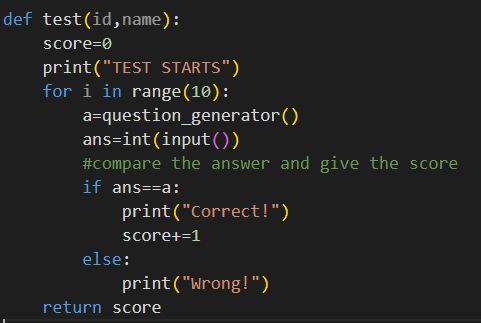 def test(id,name):
    score=0
    print("TEST STARTS")
    for i in range(10):
        a=question_generator()
        ans=int(input())
        #compare the answer and give the score
        if ans==a:
            print("Correct!")
            score+=1
        else:
            print("Wrong!")
    return score